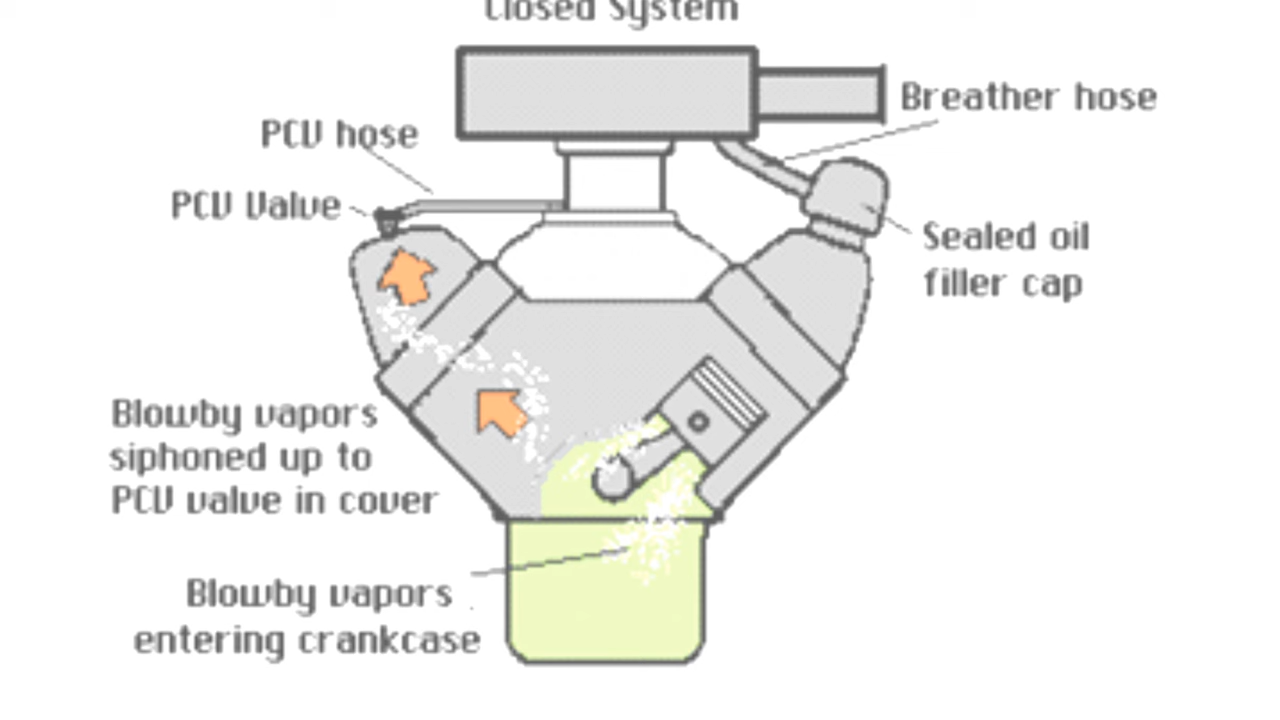 Closed System
Breather hose
PCV hose
PCV Valve
Sealed oil
filler cap
Blowby vapors
siphoned up to
PCV valve in cover
Blowby vapors
entering crankcase